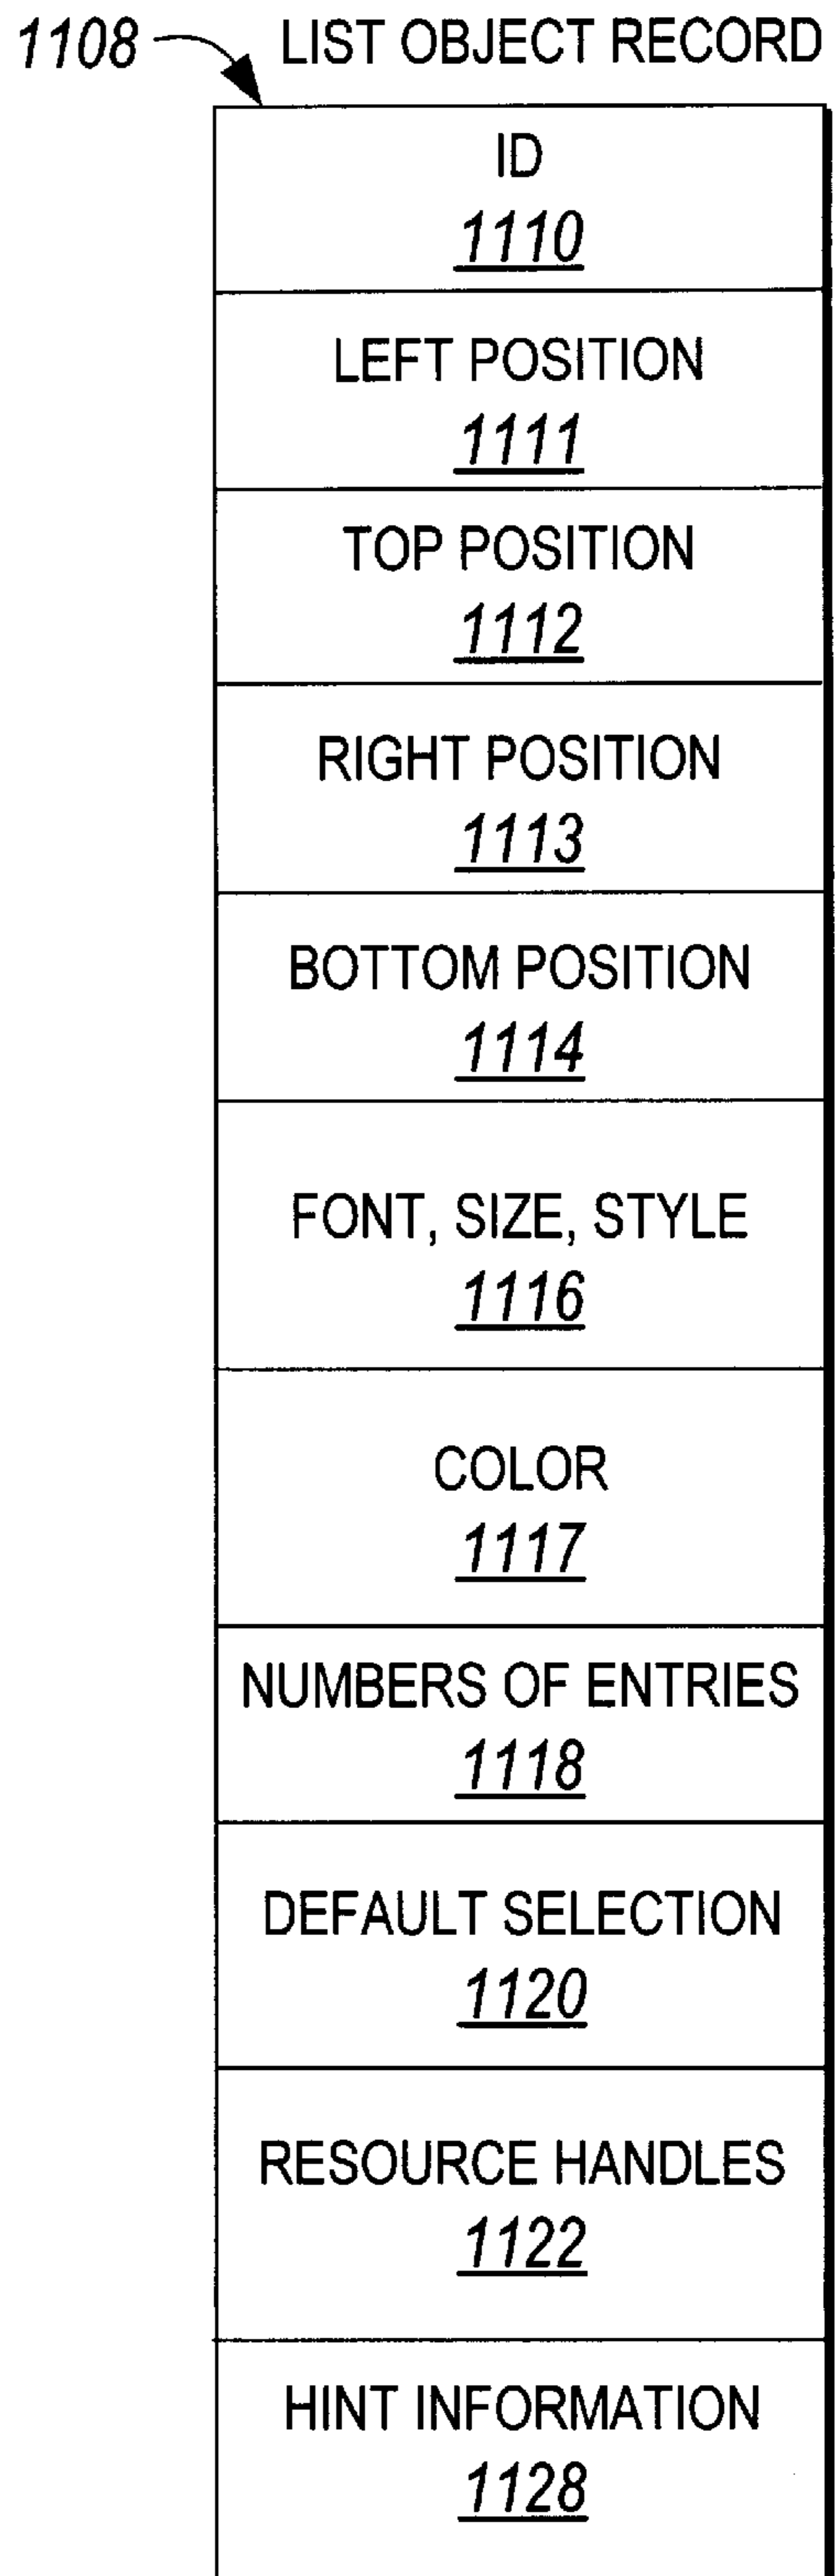 1108 LIST OBJECT RECORD
ID
1110
LEFT POSITION
1111
TOP POSITION
1112
RIGHT POSITION
1113
BOTTOM POSITION
1114
FONT, SIZE, STYLE
1116
COLOR
1117
NUMBERS OF ENTRIES
1118
DEFAULT SELECTION
1120
RESOURCE HANDLES
1122
HINT INFORMATION
1128